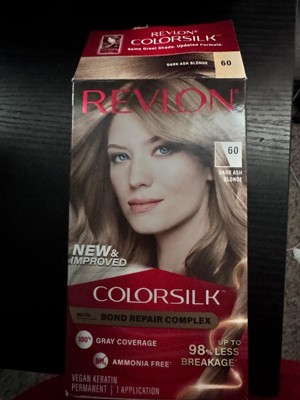 REVLON
COLORSILK
Same Great Shade. Updated Formula.
DARK ASH BLONDE
60
REVLON
60
DARK ASH
BLONDE
NEW &
IMPROVED
COLORSILK™
BOND REPAIR COMPLEX
100% GRAY COVERAGE
AMMONIA FREE
UP TO
98% LESS
BREAKAGE
VEGAN KERATIN
PERMANENT | 1 APPLICATION